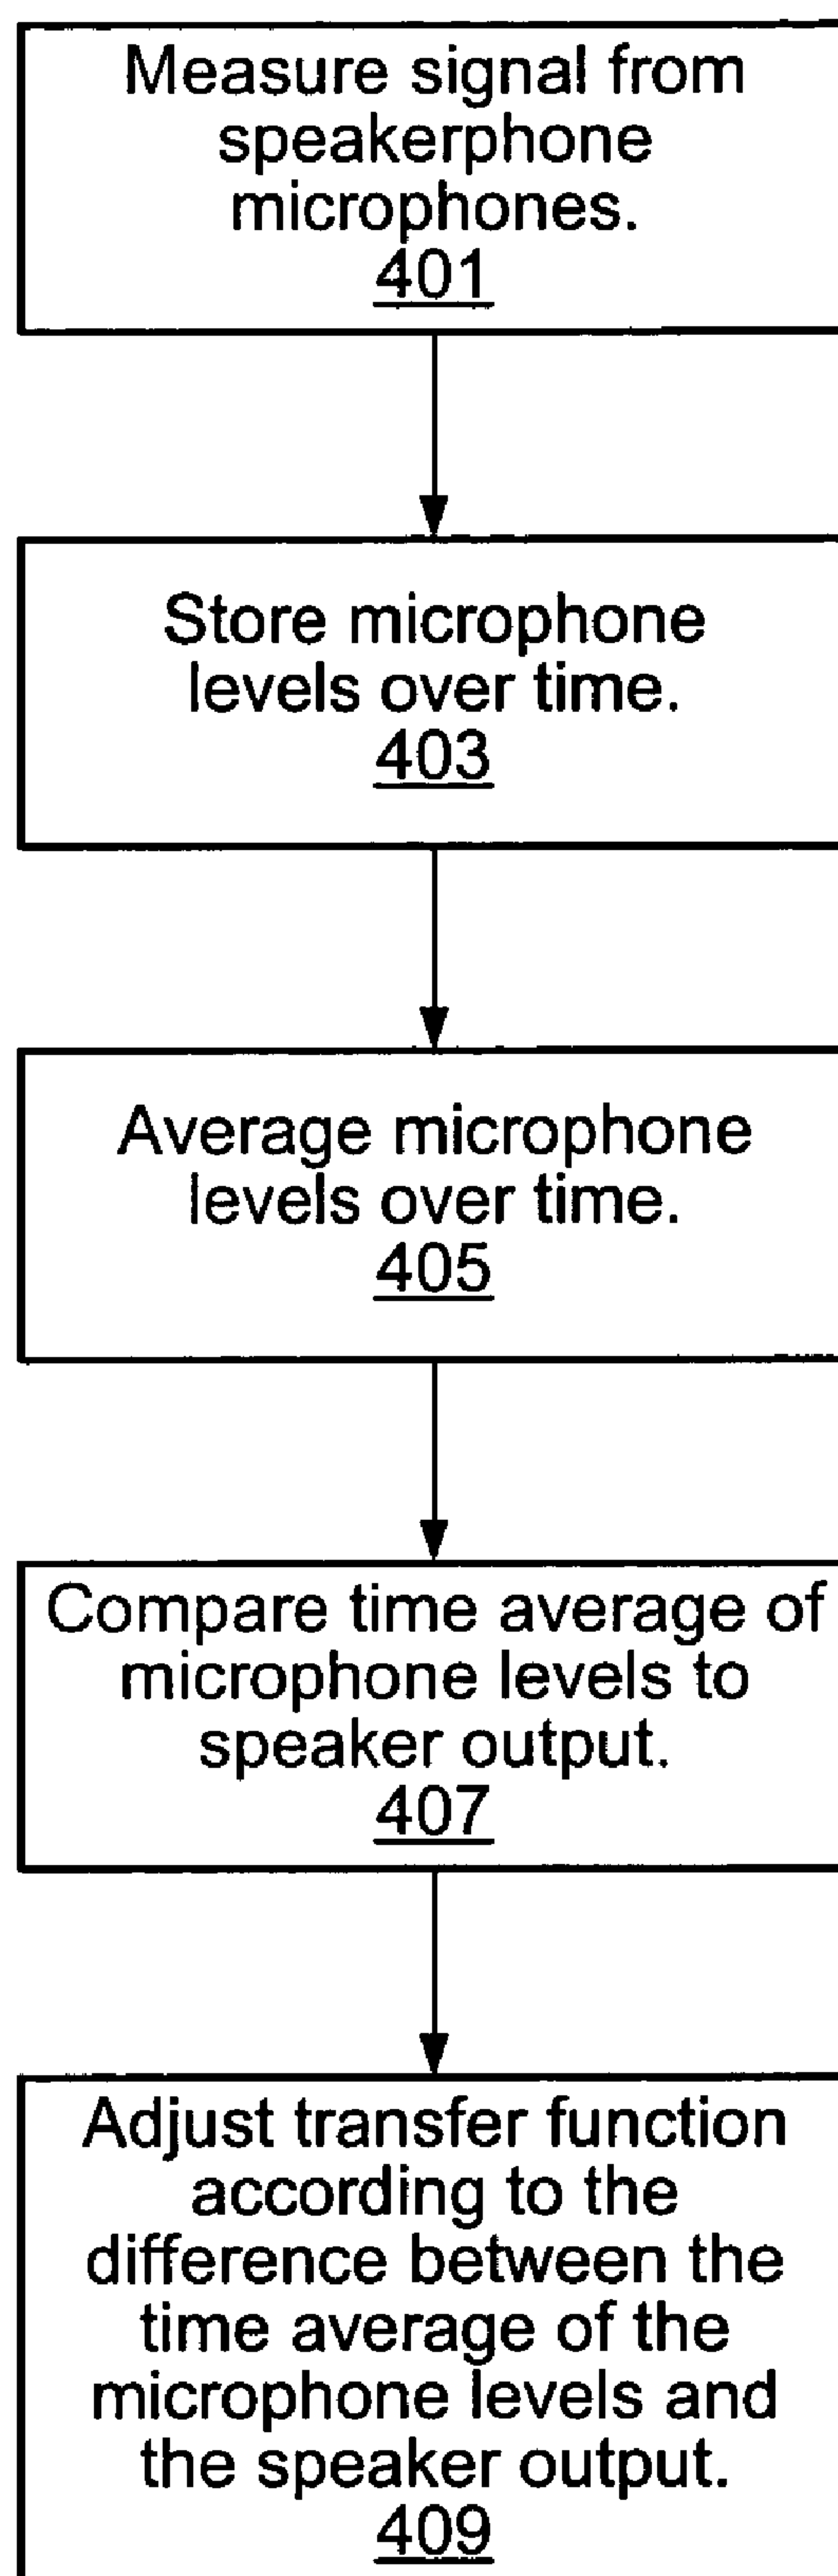 Measure signal from
speakerphone
microphones.
401
Store microphone
levels over time.
403
Average microphone
levels over time.
405
Compare time average of
microphone levels to
speaker output.
407
Adjust transfer function
according to the
difference between the
time average of the
microphone levels and
the speaker output.
409